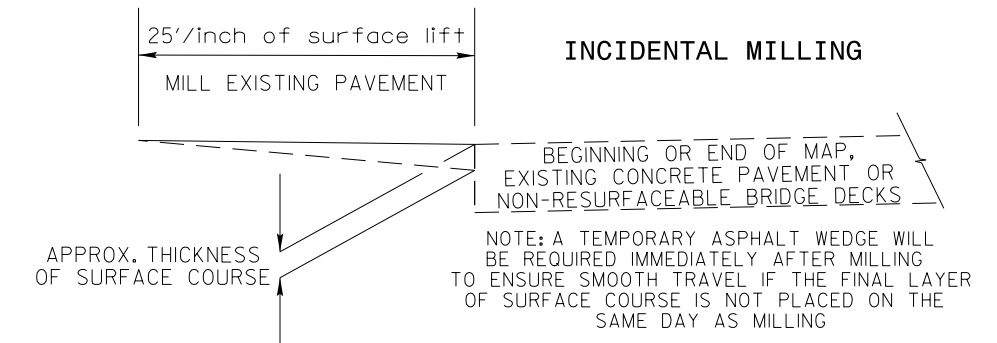 25'/inch of surface lift
MILL EXISTING PAVEMENT
INCIDENTAL MILLING
BEGINNING OR END OF MAP,
EXISTING CONCRETE PAVEMENT OR
NON-RESURFACEABLE BRIDGE DECKS
APPROX. THICKNESS
OF SURFACE COURSE
NOTE: A TEMPORARY ASPHALT WEDGE WILL
BE REQUIRED IMMEDIATELY AFTER MILLING
TO ENSURE SMOOTH TRAVEL IF THE FINAL LAYER
OF SURFACE COURSE IS NOT PLACED ON THE
SAME DAY AS MILLING